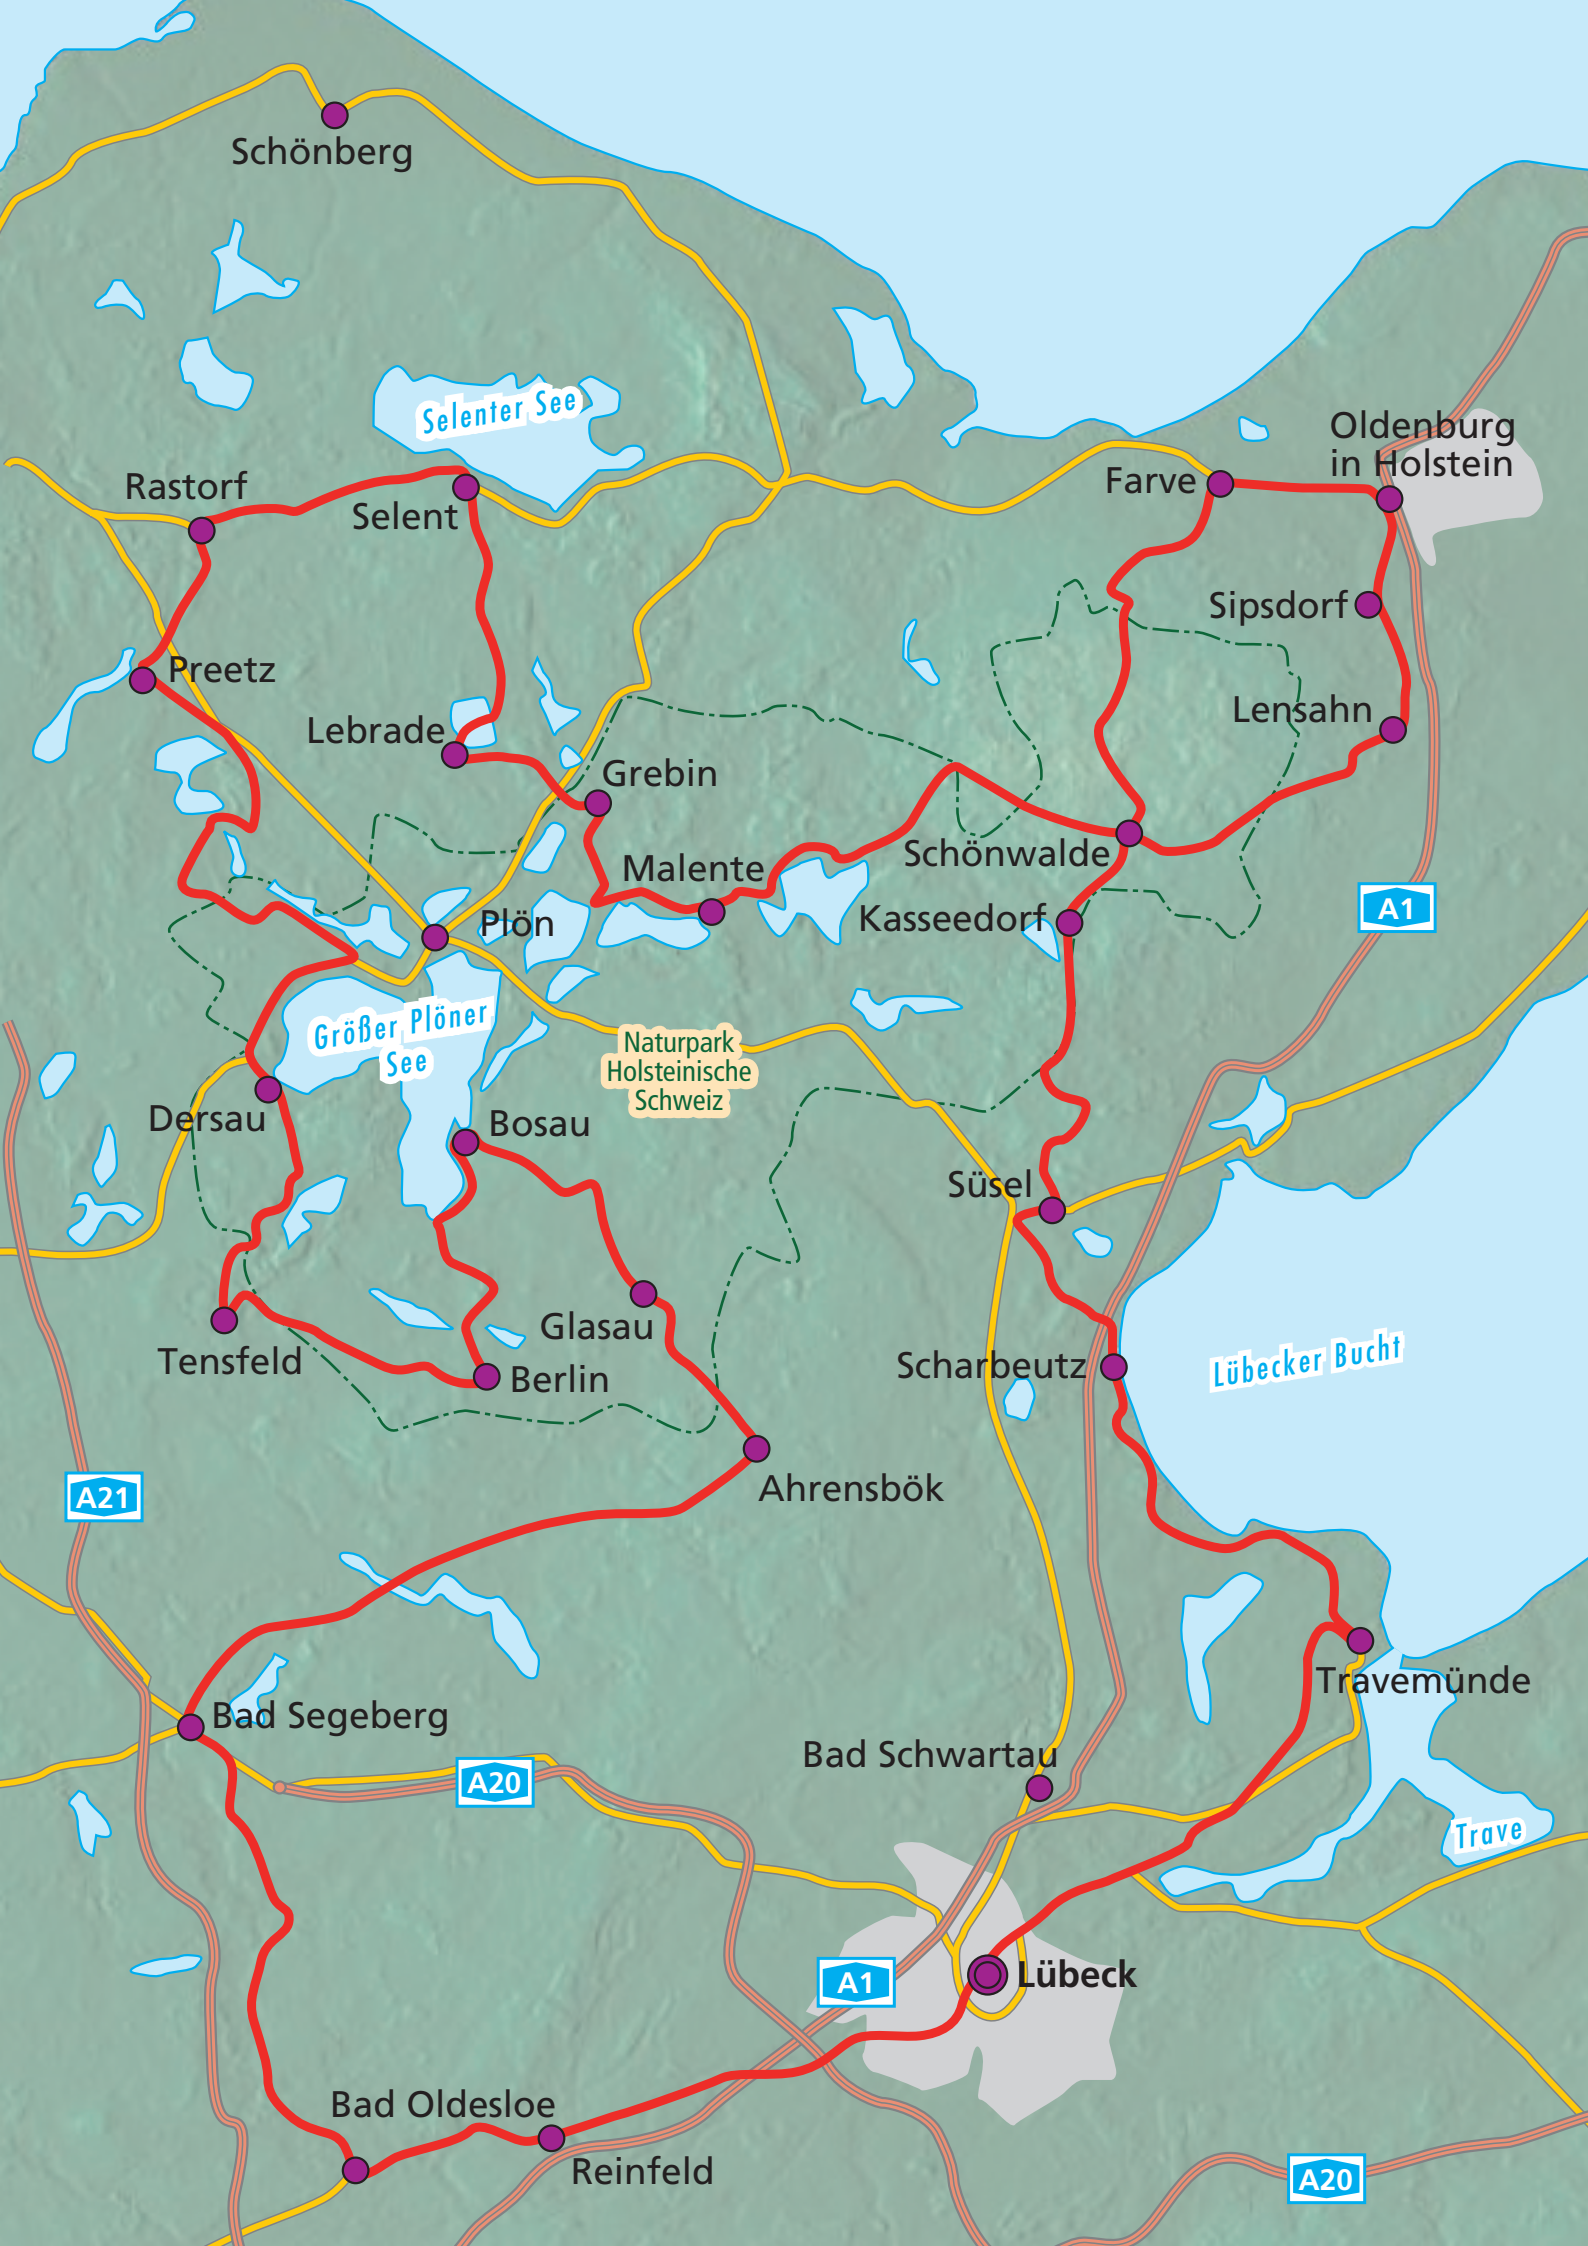 Schönberg
Selenter See
Oldenburg
in Holstein
Rastorf
Farve
Selent
Sipsdorf
Preetz
Lensahn
Lebrade
Grebin
Schönwalde
Malente
A1
Plön
Kasseedorf
Größer Plöner
See
Naturpark
Holsteinische
Schweiz
Dersau
Bosau
Süsel
Glasau
Lübecker Bucht
Tensfeld
Berlin
Scharbeutz
Ahrensbök
A21
Travemünde
Bad Segeberg
Bad Schwartau
A20
Trave
A1
Lübeck
Bad Oldesloe
Reinfeld
A20